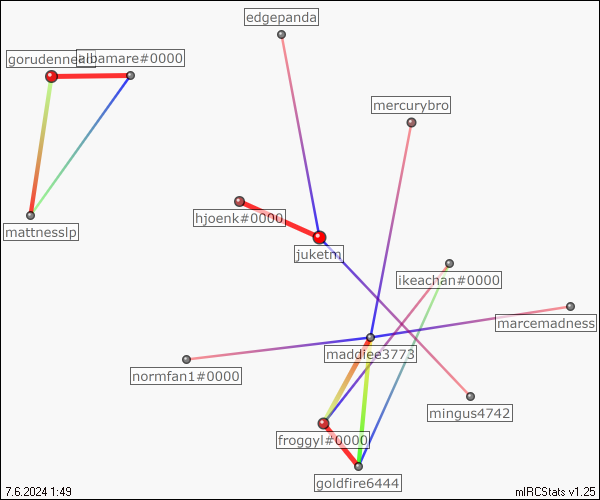 edgepanda
albamare#0000
mercurybro
hjoenk#0000
mattnesslp
juketm
ikeachan#0000
marcemadness
maddiee3773
normfan1#0000
mingus4742
froggyl#0000
goldfire6444
7.6.2024 1:49
mIRCStats v1.25